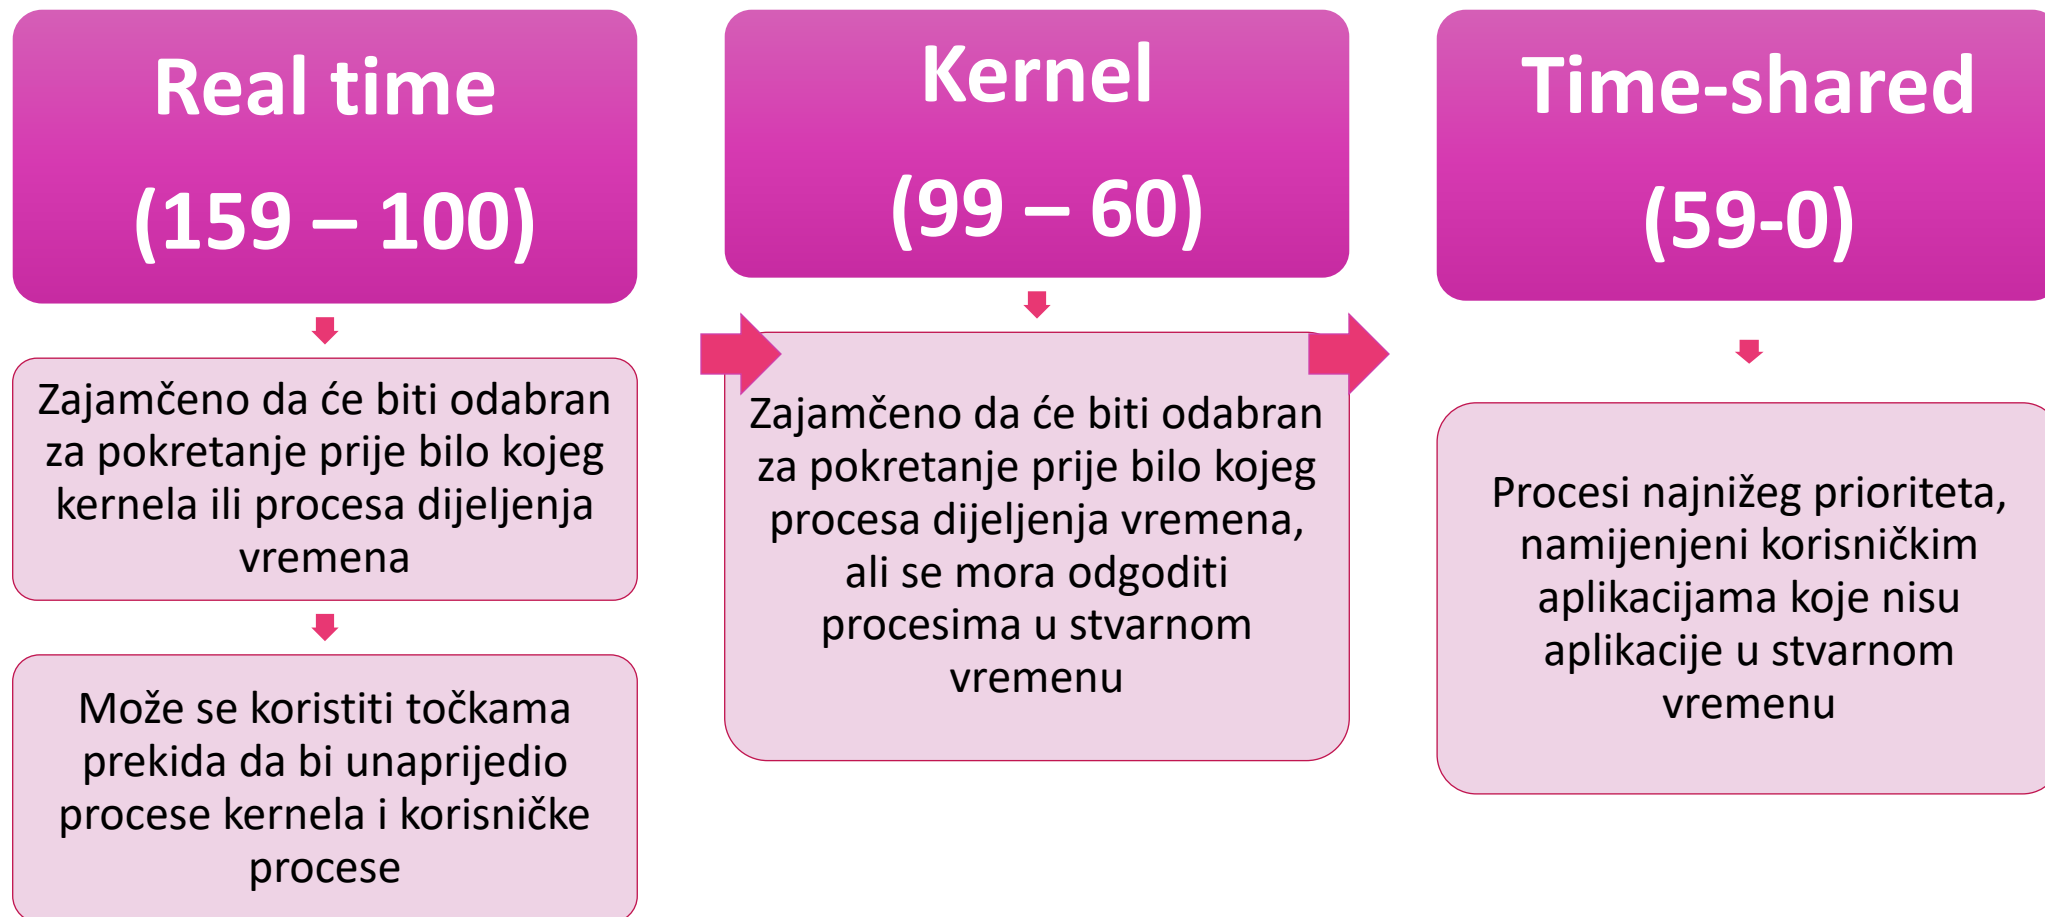 Real time
(159 – 100)
Zajamčeno da će biti odabran
za pokretanje prije bilo kojeg
kernela ili procesa dijeljenja
vremena
Može se koristiti točkama
prekida da bi unaprijedio
procese kernela i korisničke
procese
Kernel
(99 – 60)
Zajamčeno da će biti odabran
za pokretanje prije bilo kojeg
procesa dijeljenja vremena,
ali se mora odgoditi
procesima u stvarnom
vremenu
Time-shared
(59-0)
Procesi najnižeg prioriteta,
namijenjeni korisničkim
aplikacijama koje nisu
aplikacije u stvarnom
vremenu